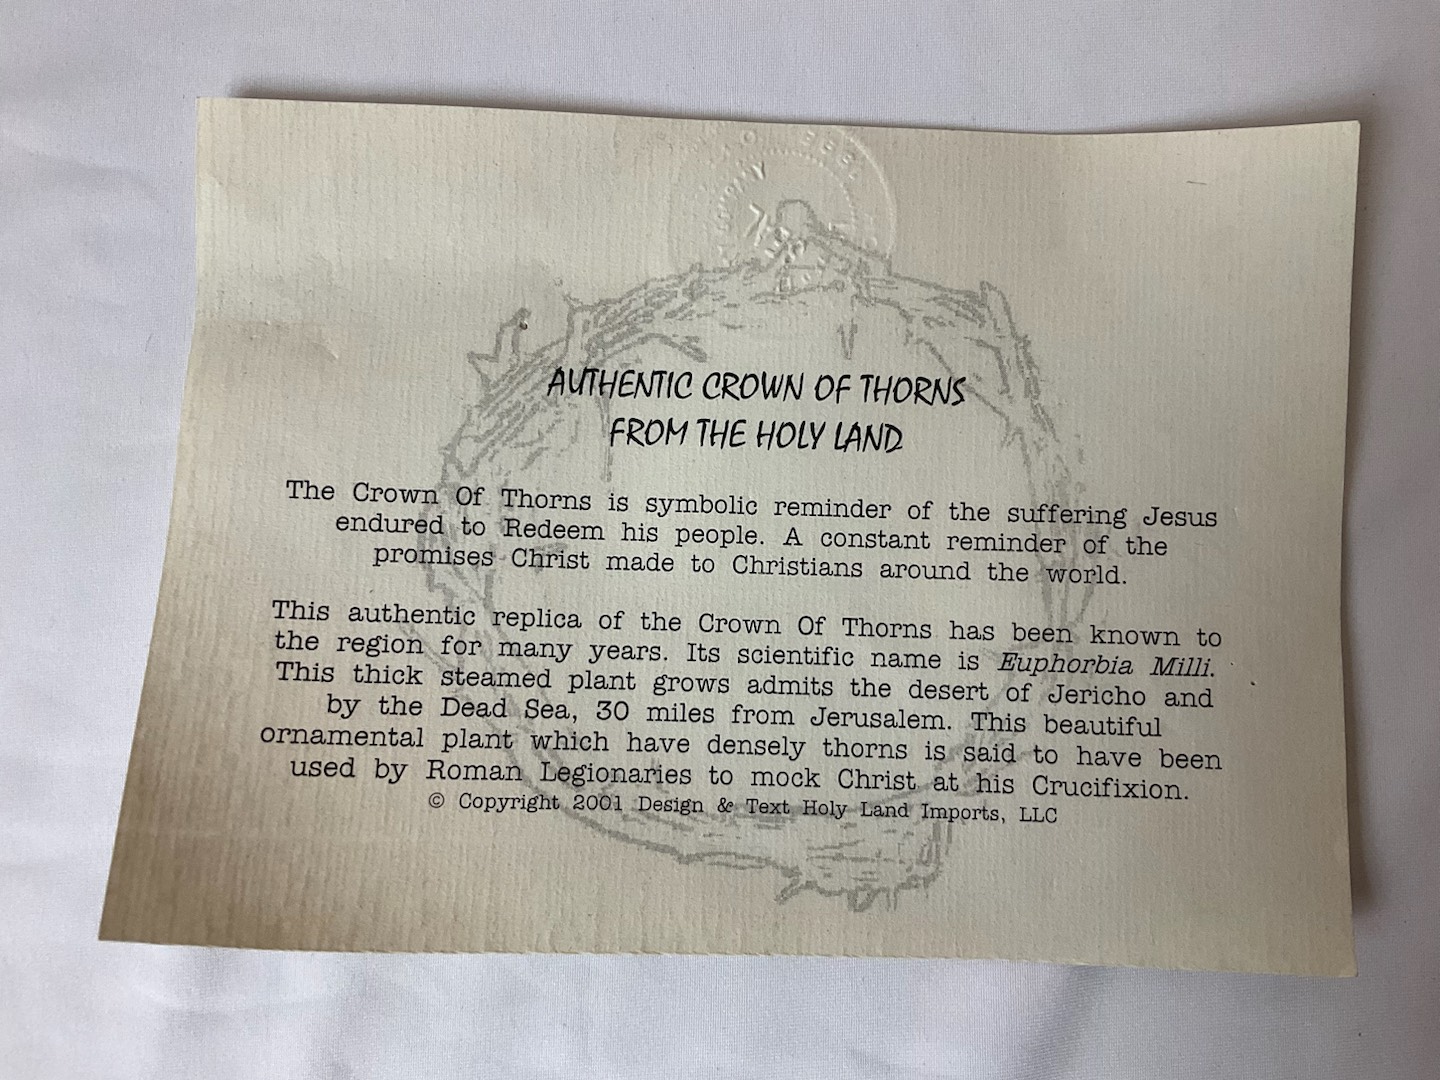 COMPANY
AUTHENTIC CROWN OF THORNS
FROM THE HOLY LAND
The Crown Of Thorns is symbolic reminder of the suffering Jesus
endured to Redeem his people. A constant reminder of the
promises Christ made to Christians around the world.
This authentic replica of the Crown Of Thorns has been known to
the region for many years. Its scientific name is Euphorbia Milli.
This thick steamed plant grows admits the desert of Jericho and
by the Dead Sea, 30 miles from Jerusalem. This beautiful
ornamental plant which have densely thorns is said to have been
used by Roman Legionaries to mock Christ at his Crucifixion.
© Copyright 2001 Design & Text Holy Land Imports, LLC